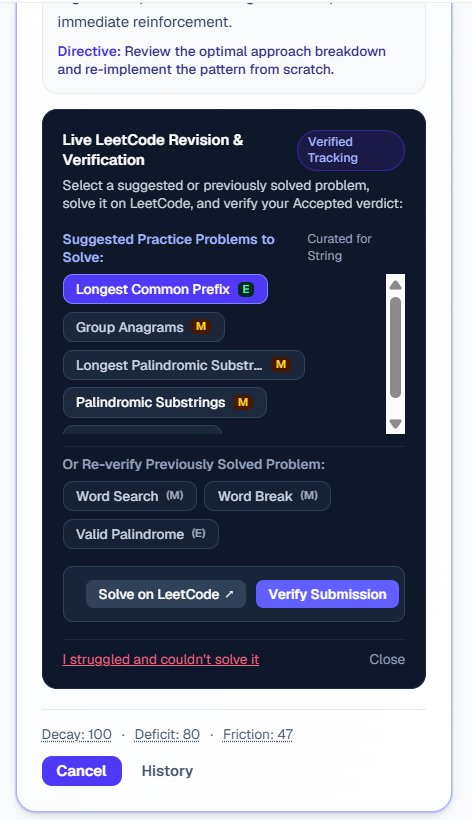 immediate reinforcement.
Directive: Review the optimal approach breakdown
and re-implement the pattern from scratch.
Live LeetCode Revision &
Verification
Verified
Tracking
Select a suggested or previously solved problem,
solve it on LeetCode, and verify your Accepted verdict:
Suggested Practice Problems to
Solve:
Curated for
String
Longest Common Prefix E
Group Anagrams M
Longest Palindromic Substr... M
Palindromic Substrings M
Or Re-verify Previously Solved Problem:
Word Search (M) Word Break (M)
Valid Palindrome (E)
Solve on LeetCode ↗ Verify Submission
I struggled and couldn't solve it Close
Decay: 100 · Deficit: 80 · Friction: 47
Cancel History